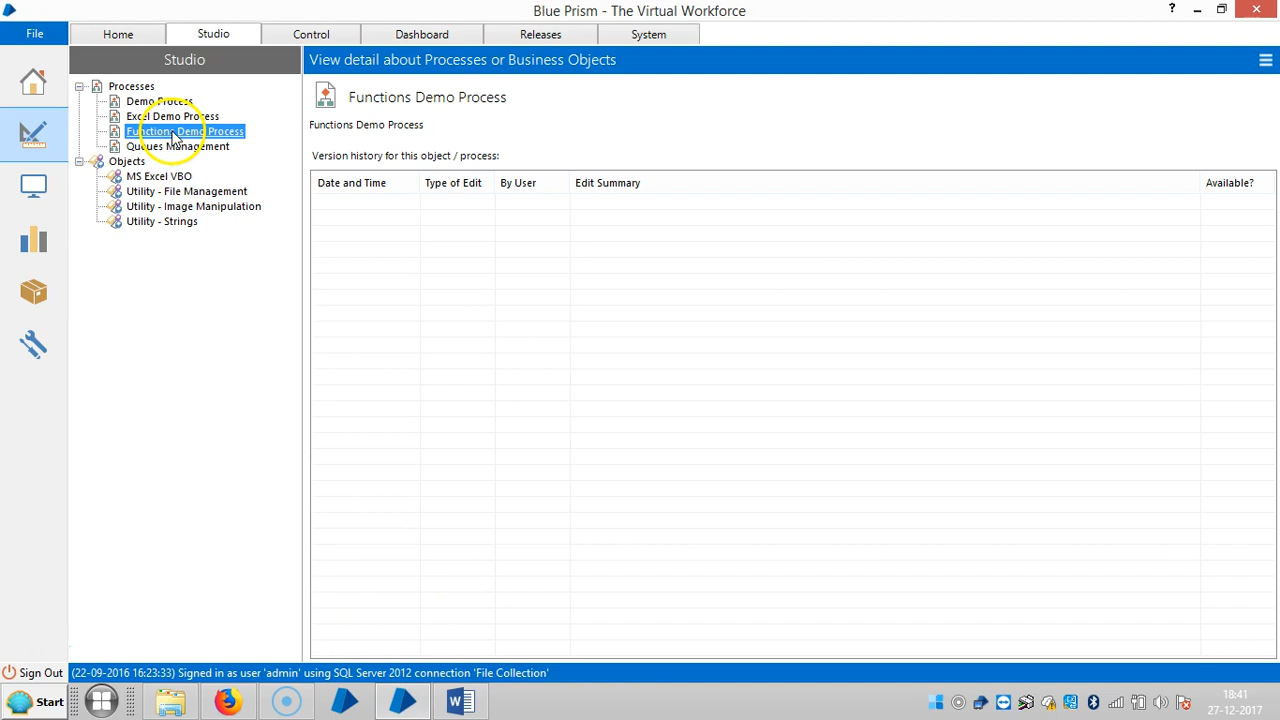 Blue Prism - The Virtual Workforce
?
File
Home
Studio
Control
Dashboard
Releases
System
Studio
View detail about Processes or Business Objects
Processes
Demo Process
Excel Demo Process
Functions Demo Process
Queues Management
Objects
MS Excel VBO
Utility - File Management
Utility - Image Manipulation
Utility - Strings
Functions Demo Process
Functions Demo Process
Version history for this object / process:
Date and Time Type of Edit By User Edit Summary Available?
Sign Out
(22-09-2016 16:23:33) Signed in as user 'admin' using SQL Server 2012 connection 'File Collection'
Start
18:41
27-12-2017